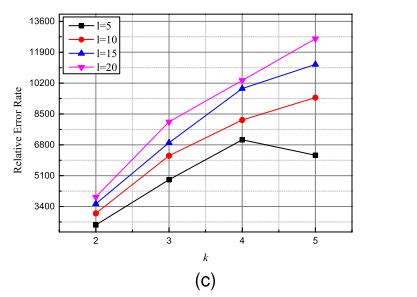 13600
11900
10200
8500
6800
5100
3400
Relative Error Rate
l=5
l=10
l=15
l=20
2 3 4 5
k
(c)